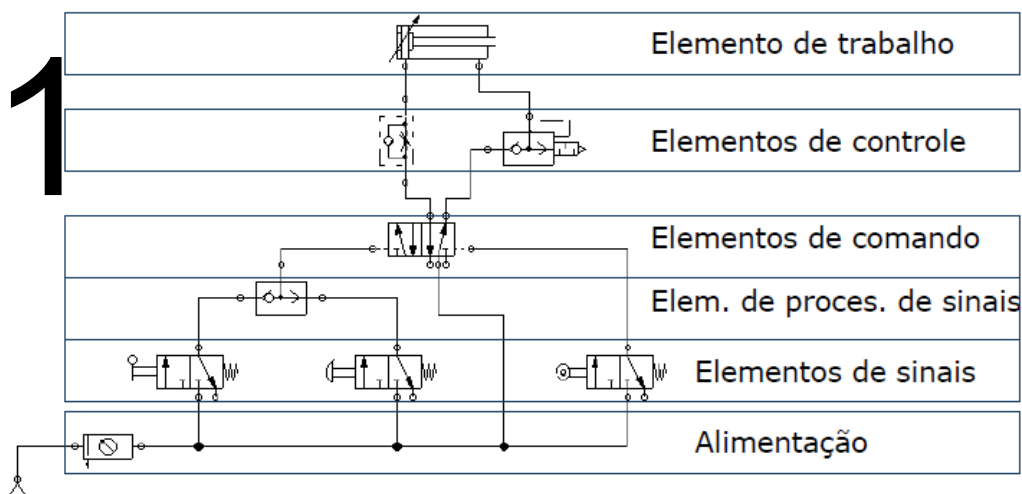 1
Elemento de trabalho
Elementos de controle
Elementos de comando
Elem. de proces. de sinais
Elementos de sinais
Alimentação